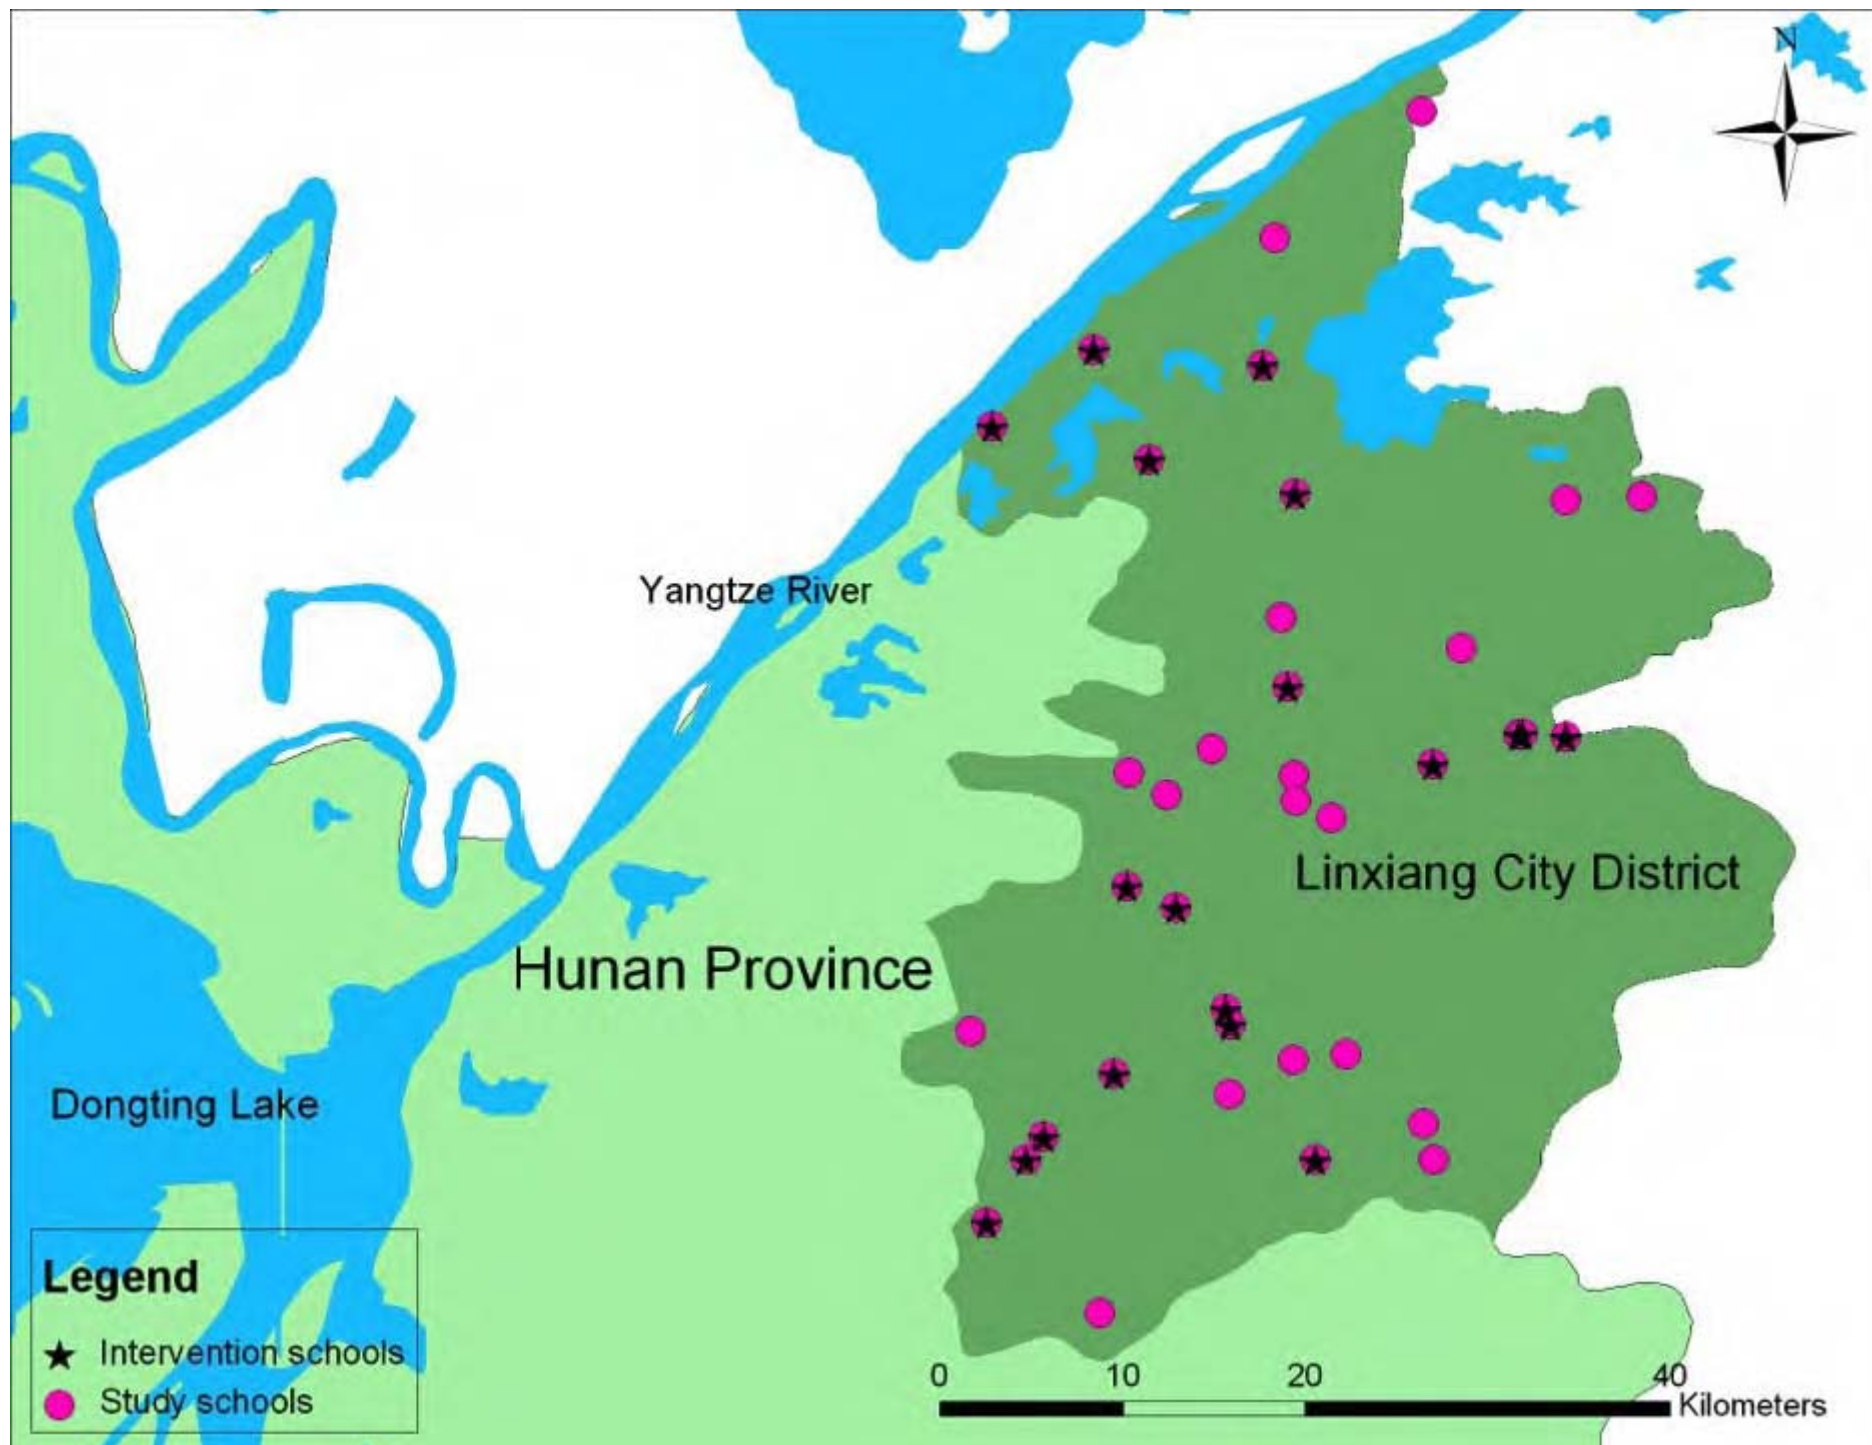 N
Yangtze River
Linxiang City District
Hunan Province
Dongting Lake
Legend
Intervention schools
Study schools
0 10 20 40
Kilometers